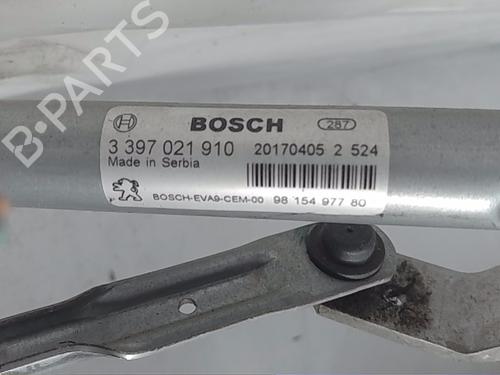 BOSCH
287
3 397 021 910
20170405 2 524
Made in Serbia
BOSCH-EVA9-CEM-00
98 154 977 80
B-PARTS